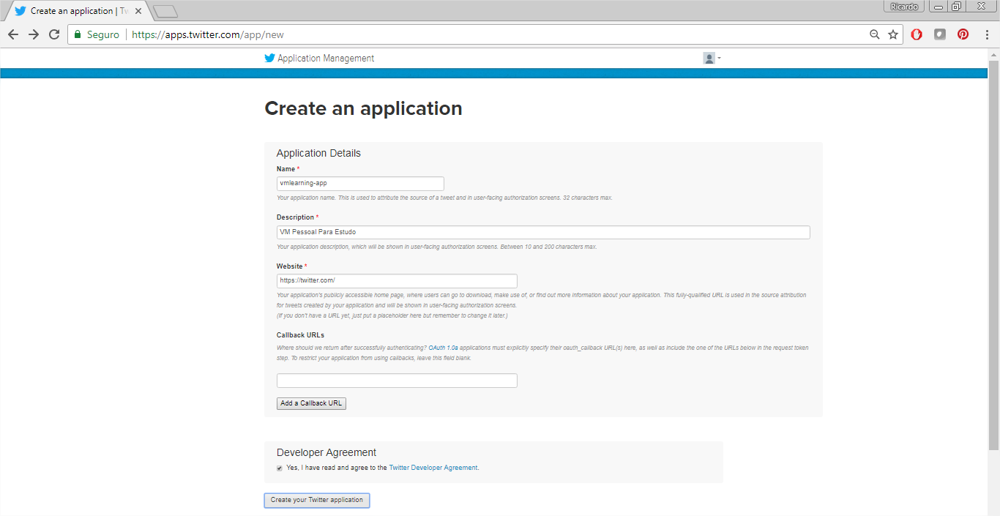 Create an application | Tw
Ricardo
Seguro
https://apps.twitter.com/app/new
Application Management
Create an application
Application Details
Name *
vmlearning-app
Your application name. This is used to attribute the source of a tweet and in user-facing authorization screens. 32 characters max.
Description *
VM Pessoal Para Estudo
Your application description, which will be shown in user-facing authorization screens. Between 10 and 200 characters max.
Website *
https://twitter.com/
Your application's publicly accessible home page, where users can go to download, make use of, or find out more information about your application. This fully-qualified URL is used in the source attribution
for tweets created by your application and will be shown in user-facing authorization screens.
(If you don't have a URL yet, just put a placeholder here but remember to change it later.)
Callback URLs
Where should we return after successfully authenticating? OAuth 1.0a applications must explicitly specify their oauth_callback URL(s) here, as well as include the one of the URLs below in the request token
step. To restrict your application from using callbacks, leave this field blank.
Add a Callback URL
Developer Agreement
Yes, I have read and agree to the Twitter Developer Agreement.
Create your Twitter application